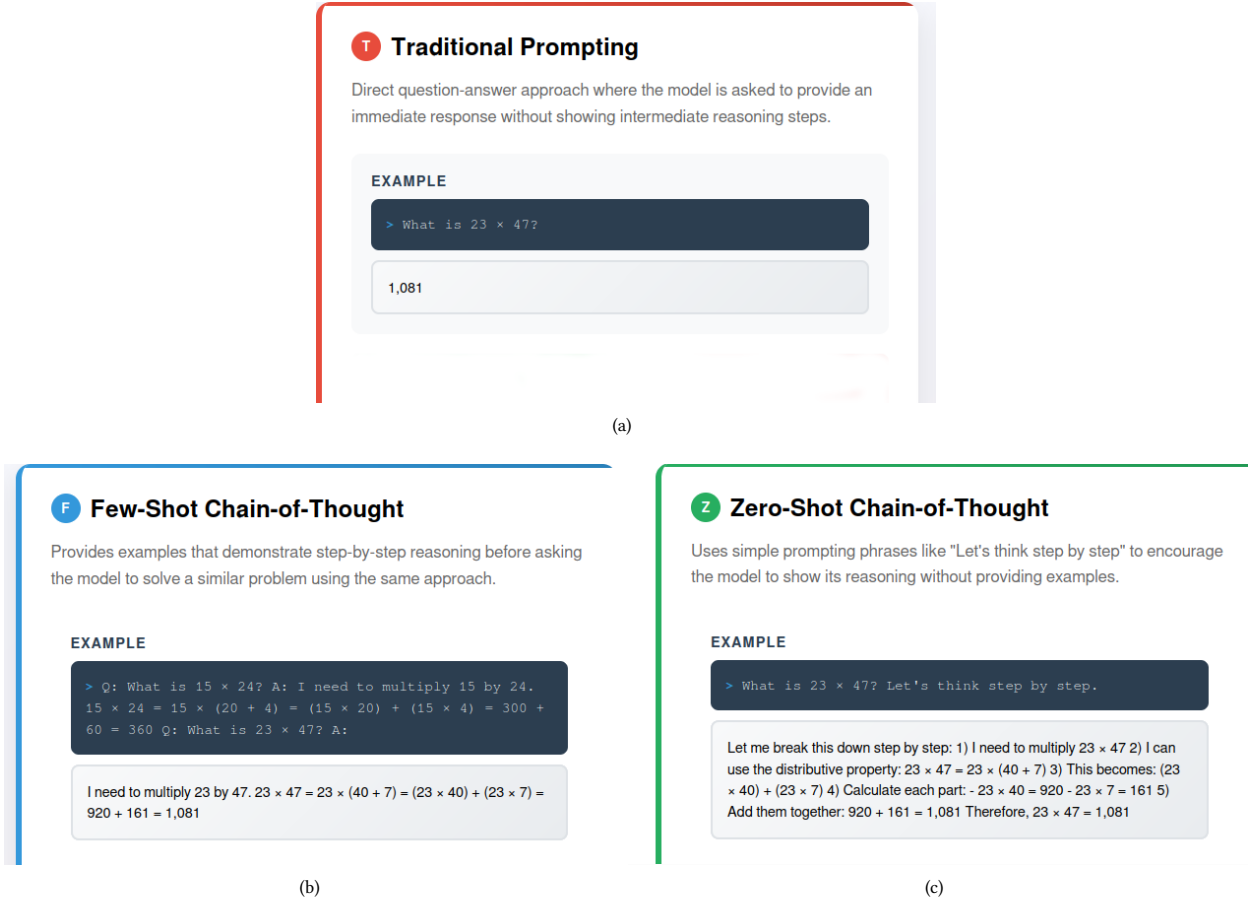 T Traditional Prompting
Direct question-answer approach where the model is asked to provide an
immediate response without showing intermediate reasoning steps.
EXAMPLE
> What is 23 × 47?
1,081
(a)
F Few-Shot Chain-of-Thought
Provides examples that demonstrate step-by-step reasoning before asking
the model to solve a similar problem using the same approach.
EXAMPLE
> Q: What is 15 × 24? A: I need to multiply 15 by 24.
15 × 24 = 15 × (20 + 4) = (15 × 20) + (15 × 4) = 300 +
60 = 360 Q: What is 23 × 47? A:
I need to multiply 23 by 47. 23 × 47 = 23 × (40 + 7) = (23 × 40) + (23 × 7) =
920 + 161 = 1,081
(b)
Z Zero-Shot Chain-of-Thought
Uses simple prompting phrases like "Let's think step by step" to encourage
the model to show its reasoning without providing examples.
EXAMPLE
> What is 23 × 47? Let's think step by step.
Let me break this down step by step: 1) I need to multiply 23 × 47 2) I can
use the distributive property: 23 × 47 = 23 × (40 + 7) 3) This becomes: (23
× 40) + (23 × 7) 4) Calculate each part: - 23 × 40 = 920 - 23 × 7 = 161 5)
Add them together: 920 + 161 = 1,081 Therefore, 23 × 47 = 1,081
(c)